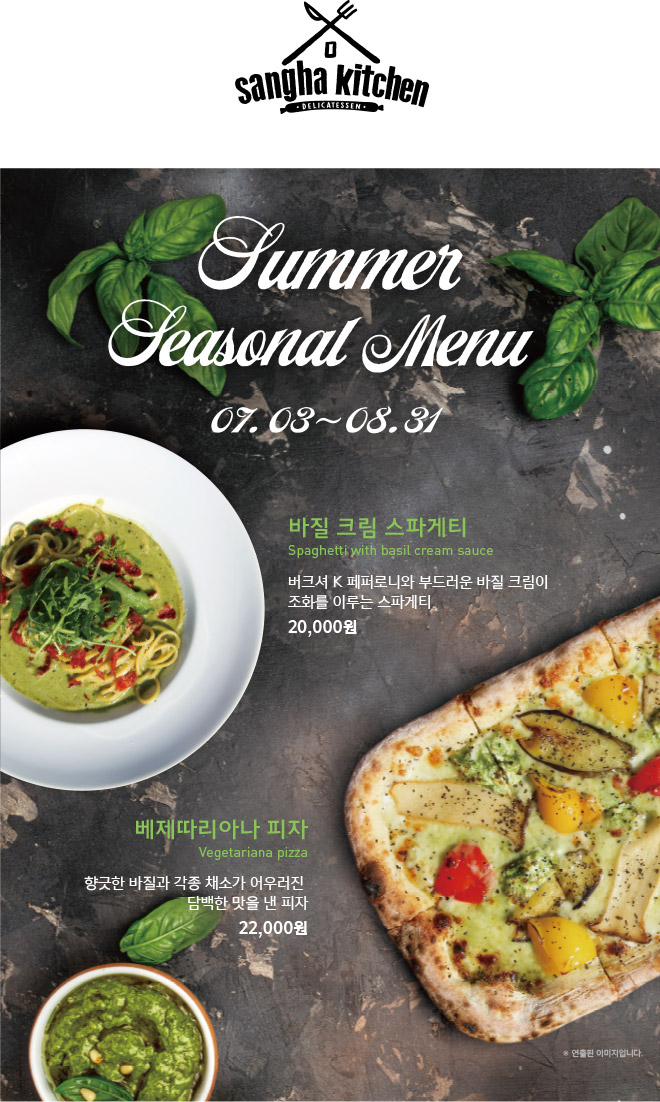 sangha kitchen
DELICATESSEN
Summer
Seasonal Menu
07.03~08.31
바질 크림 스파게티
Spaghetti with basil cream sauce
버크셔 K 페퍼로니와 부드러운 바질 크림이
조화를 이루는 스파게티
20,000원
베제따리아나 피자
Vegetariana pizza
향긋한 바질과 각종 채소가 어우러진
담백한 맛을 낸 피자
22,000원
※ 연출된 이미지입니다.